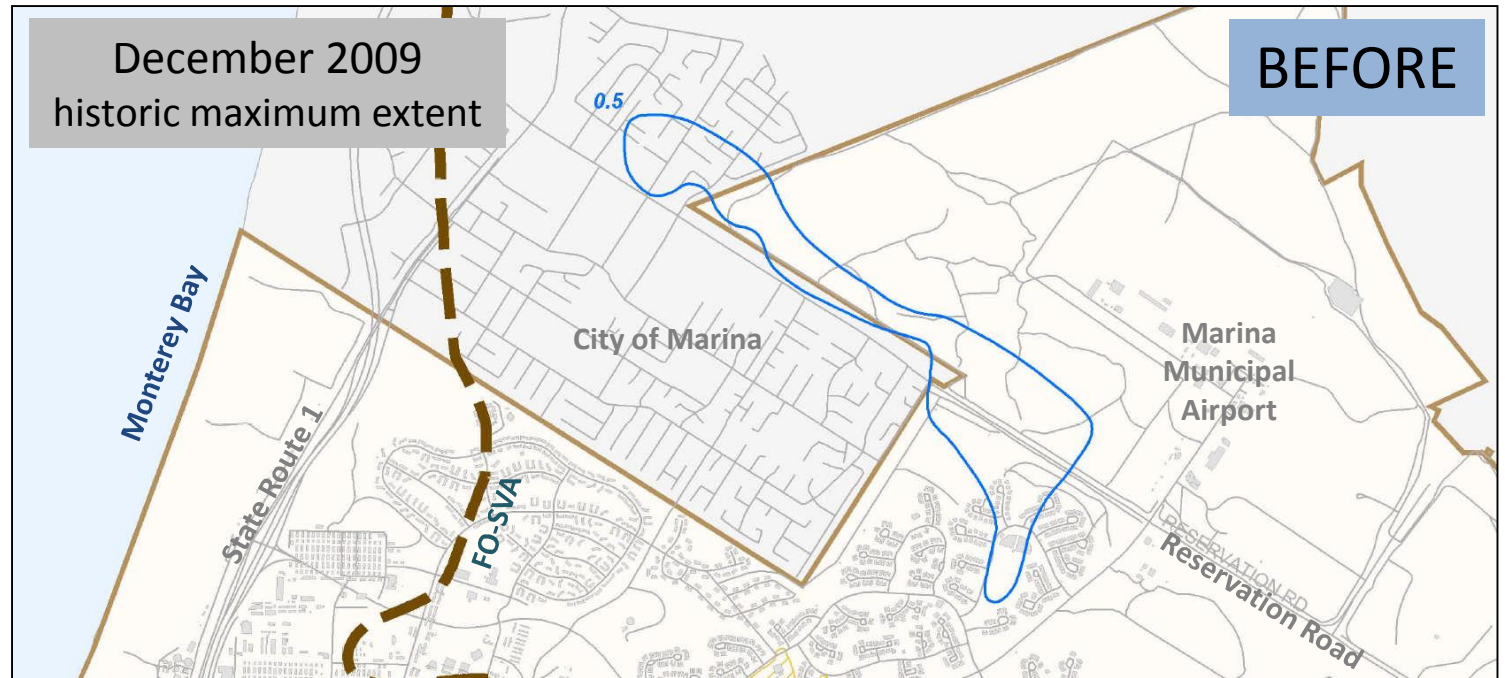 December 2009
historic maximum extent
BEFORE
0.5
Monterey Bay
City of Marina
Marina
Municipal
Airport
State Route 1
FO-SVA
RESERVATION RD
Reservation Road